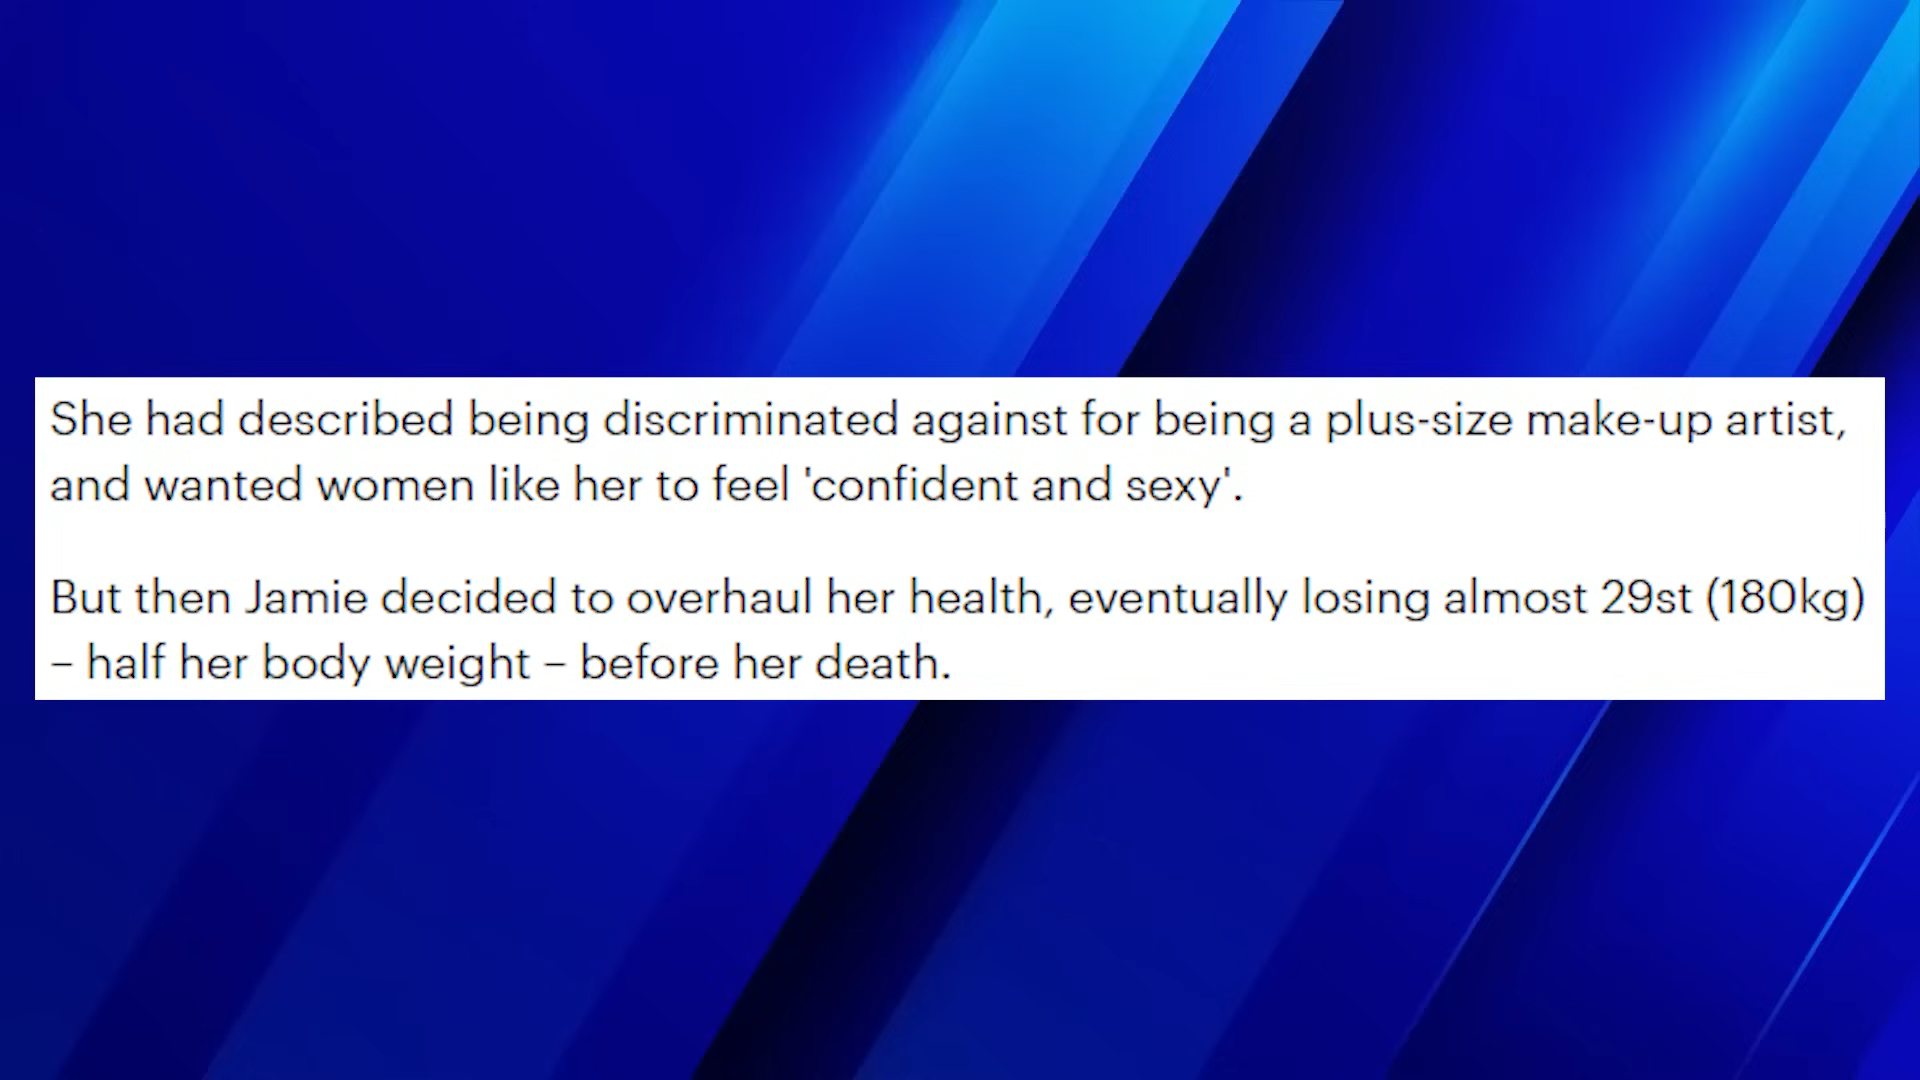 She had described being discriminated against for being a plus-size make-up artist,
and wanted women like her to feel 'confident and sexy'.
But then Jamie decided to overhaul her health, eventually losing almost 29st (180kg)
– half her body weight – before her death.